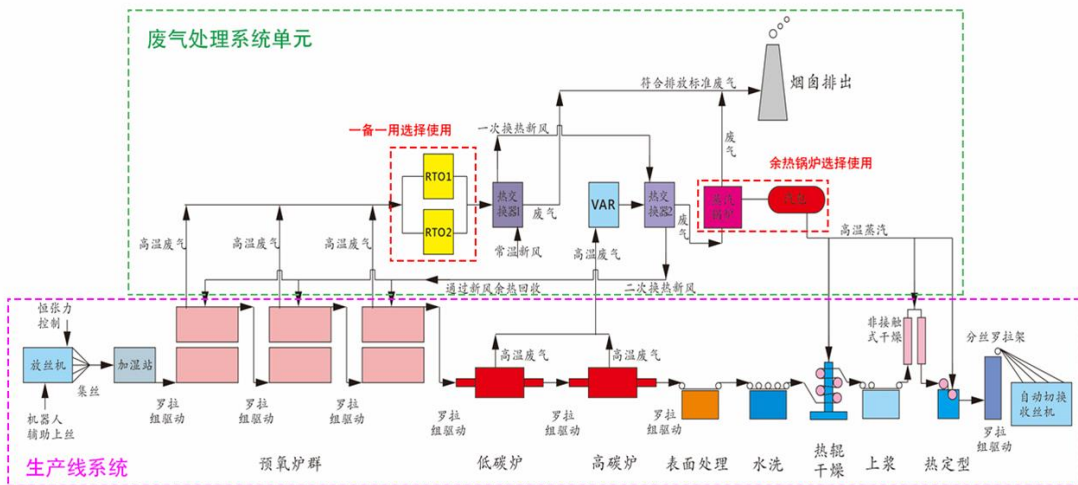 废气处理系统单元
符合排放标准废气
烟囱排出
一备一用选择使用
一次换热新风
废气
余热锅炉选择使用
RTO1
RTO2
热交
换器1
废气
VAR
热交
换器2
废气
蒸汽
锅炉
汽包
高温废气
高温废气
高温废气
常温新风
高温废气
高温蒸汽
通过新风余热回收
二次换热新风
恒张力
控制
放丝机
集丝
加湿站
机器人
辅助上丝
高温废气
高温废气
非接触
式干燥
分丝罗拉架
自动切换
收丝机
罗拉
组驱动
罗拉
组驱动
罗拉
组驱动
罗拉
组驱动
罗拉
组驱动
罗拉
组驱动
罗拉
组驱动
生产线系统
预氧炉群
低碳炉
高碳炉
表面处理
水洗
热辊
干燥
上浆
热定型